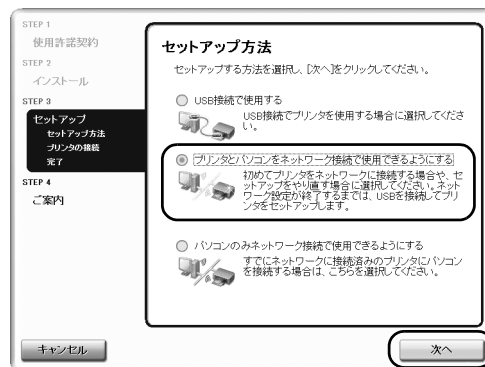 STEP 1
使用許諾契約
STEP 2
インストール
STEP 3
セットアップ
セットアップ方法
プリンタの接続
完了
STEP 4
ご案内
セットアップ方法
セットアップする方法を選択し、[次へ]をクリックしてください。
USB接続で使用する
USB接続でプリンタを使用する場合に選択してくださ
い。
プリンタとパソコンをネットワーク接続で使用できるようにする
初めてプリンタをネットワークに接続する場合や、セ
ットアップをやり直す場合に選択してください。ネット
ワーク設定が終了するまでは、USBを接続してプリ
ンタをセットアップします。
パソコンのみネットワーク接続で使用できるようにする
すでにネットワークに接続済みのプリンタにパソコン
を接続する場合は、こちらを選択してください。
キャンセル
次へ